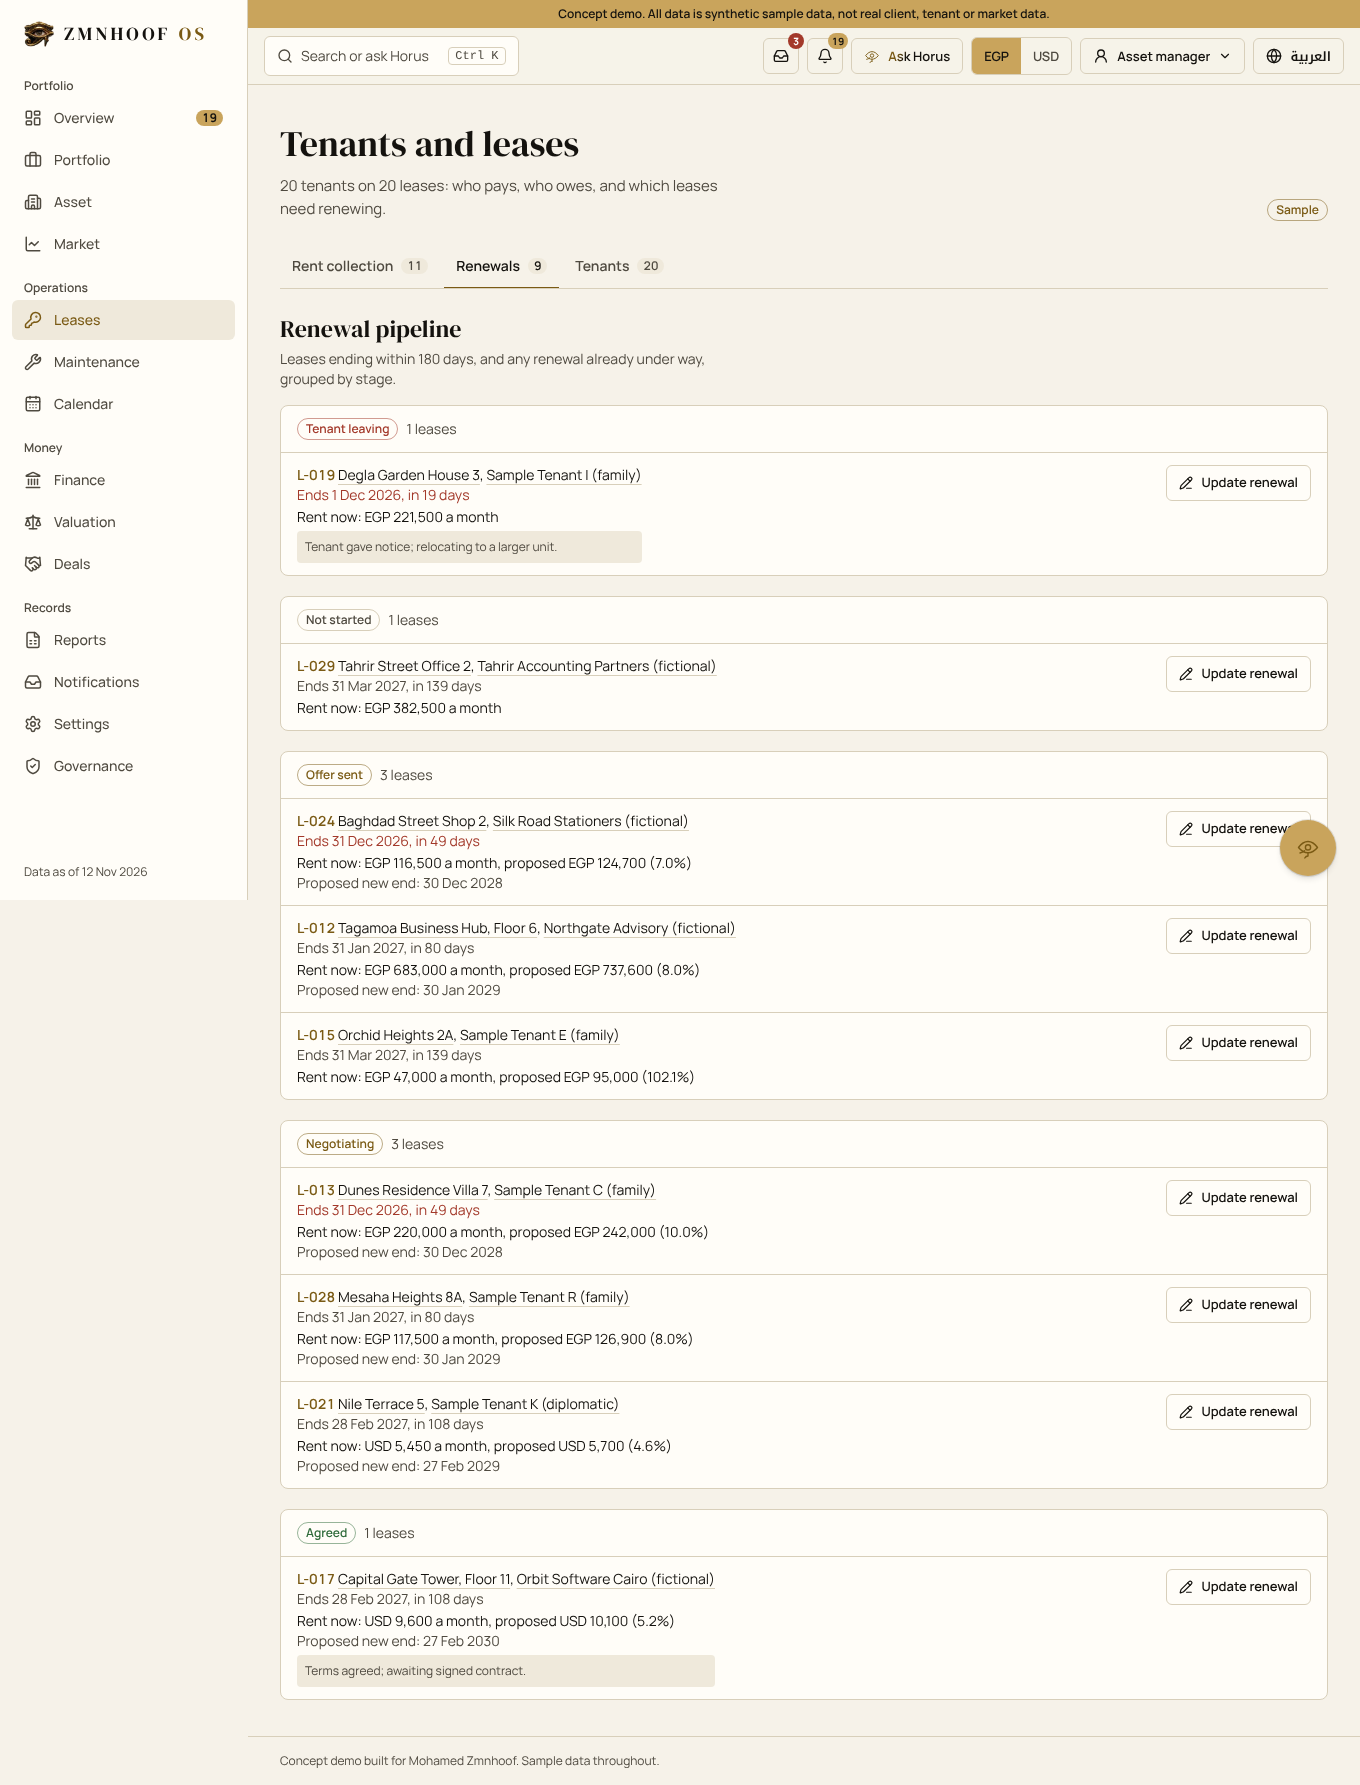 ZMNHOOF OS
Portfolio
Overview 19
Portfolio
Asset
Market
Operations
Leases
Maintenance
Calendar
Money
Finance
Valuation
Deals
Records
Reports
Notifications
Settings
Governance
Data as of 12 Nov 2026
Concept demo. All data is synthetic sample data, not real client, tenant or market data.
Search or ask Horus Ctrl K 3 19 Ask Horus EGP USD Asset manager العربية
Tenants and leases
20 tenants on 20 leases: who pays, who owes, and which leases
need renewing.
Sample
Rent collection 11 Renewals 9 Tenants 20
Renewal pipeline
Leases ending within 180 days, and any renewal already under way,
grouped by stage.
Tenant leaving 1 leases
L-019 Degla Garden House 3, Sample Tenant I (family) Update renewal
Ends 1 Dec 2026, in 19 days
Rent now: EGP 221,500 a month
Tenant gave notice; relocating to a larger unit.
Not started 1 leases
L-029 Tahrir Street Office 2, Tahrir Accounting Partners (fictional) Update renewal
Ends 31 Mar 2027, in 139 days
Rent now: EGP 382,500 a month
Offer sent 3 leases
L-024 Baghdad Street Shop 2, Silk Road Stationers (fictional) Update
Ends 31 Dec 2026, in 49 days
Rent now: EGP 116,500 a month, proposed EGP 124,700 (7.0%)
Proposed new end: 30 Dec 2028
L-012 Tagamoa Business Hub, Floor 6, Northgate Advisory (fictional) Update renewal
Ends 31 Jan 2027, in 80 days
Rent now: EGP 683,000 a month, proposed EGP 737,600 (8.0%)
Proposed new end: 30 Jan 2029
L-015 Orchid Heights 2A, Sample Tenant E (family) Update renewal
Ends 31 Mar 2027, in 139 days
Rent now: EGP 47,000 a month, proposed EGP 95,000 (102.1%)
Negotiating 3 leases
L-013 Dunes Residence Villa 7, Sample Tenant C (family) Update renewal
Ends 31 Dec 2026, in 49 days
Rent now: EGP 220,000 a month, proposed EGP 242,000 (10.0%)
Proposed new end: 30 Dec 2028
L-028 Mesaha Heights 8A, Sample Tenant R (family) Update renewal
Ends 31 Jan 2027, in 80 days
Rent now: EGP 117,500 a month, proposed EGP 126,900 (8.0%)
Proposed new end: 30 Jan 2029
L-021 Nile Terrace 5, Sample Tenant K (diplomatic) Update renewal
Ends 28 Feb 2027, in 108 days
Rent now: USD 5,450 a month, proposed USD 5,700 (4.6%)
Proposed new end: 27 Feb 2029
Agreed 1 leases
L-017 Capital Gate Tower, Floor 11, Orbit Software Cairo (fictional) Update renewal
Ends 28 Feb 2027, in 108 days
Rent now: USD 9,600 a month, proposed USD 10,100 (5.2%)
Proposed new end: 27 Feb 2030
Terms agreed; awaiting signed contract.
Concept demo built for Mohamed Zmnhoof. Sample data throughout.